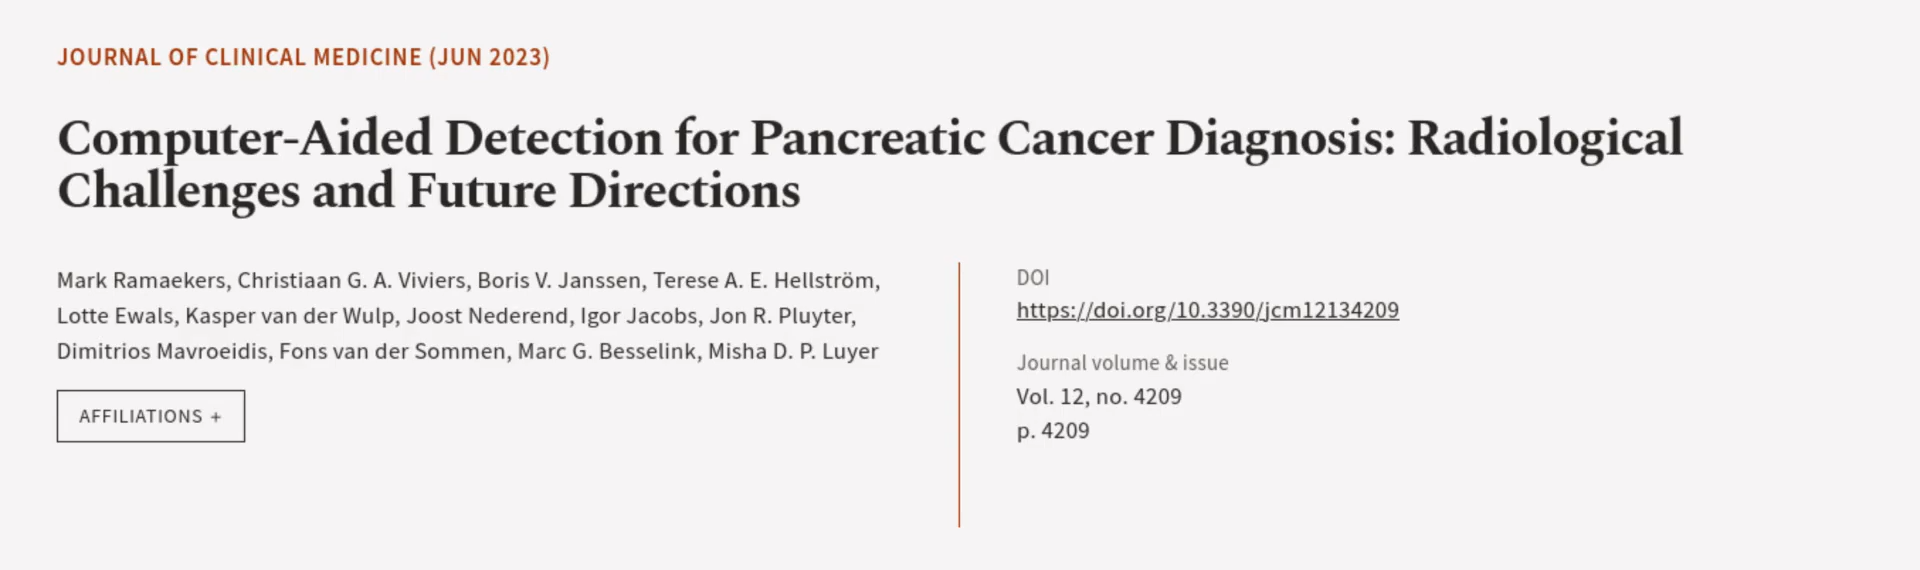 JOURNAL OF CLINICAL MEDICINE (JUN 2023)
Computer-Aided Detection for Pancreatic Cancer Diagnosis: Radiological
Challenges and Future Directions
Mark Ramaekers, Christiaan G. A. Viviers, Boris V. Janssen, Terese A. E. Hellström,
Lotte Ewals, Kasper van der Wulp, Joost Nederend, Igor Jacobs, Jon R. Pluyter,
Dimitrios Mavroeidis, Fons van der Sommen, Marc G. Besselink, Misha D. P. Luyer
AFFILIATIONS +
DOI
https://doi.org/10.3390/jcm12134209
Journal volume & issue
Vol. 12, no. 4209
p. 4209